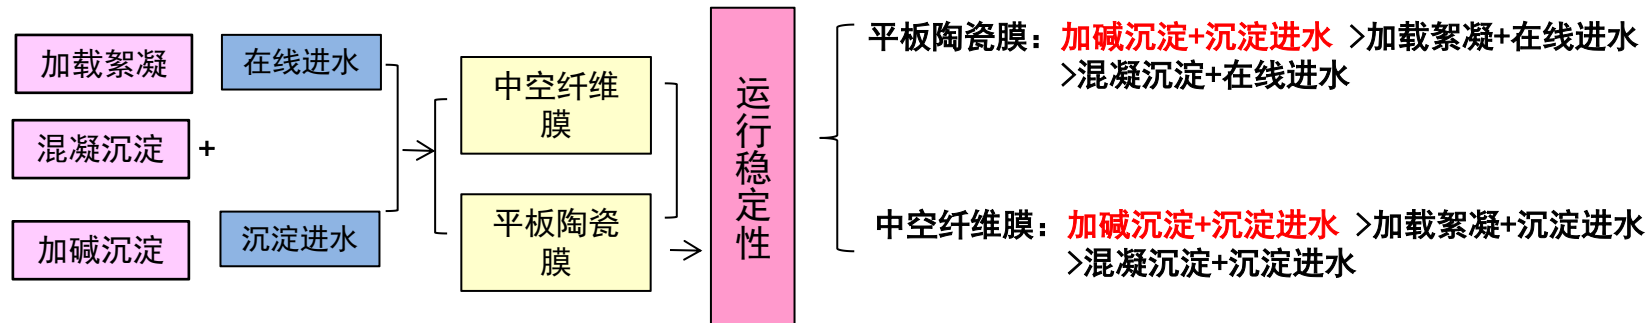 加载絮凝
混凝沉淀
加碱沉淀
+
在线进水
沉淀进水
中空纤维
膜
平板陶瓷
膜
运行稳定性
平板陶瓷膜：加碱沉淀+沉淀进水 >加载絮凝+在线进水
>混凝沉淀+在线进水
中空纤维膜：加碱沉淀+沉淀进水 >加载絮凝+沉淀进水
>混凝沉淀+沉淀进水